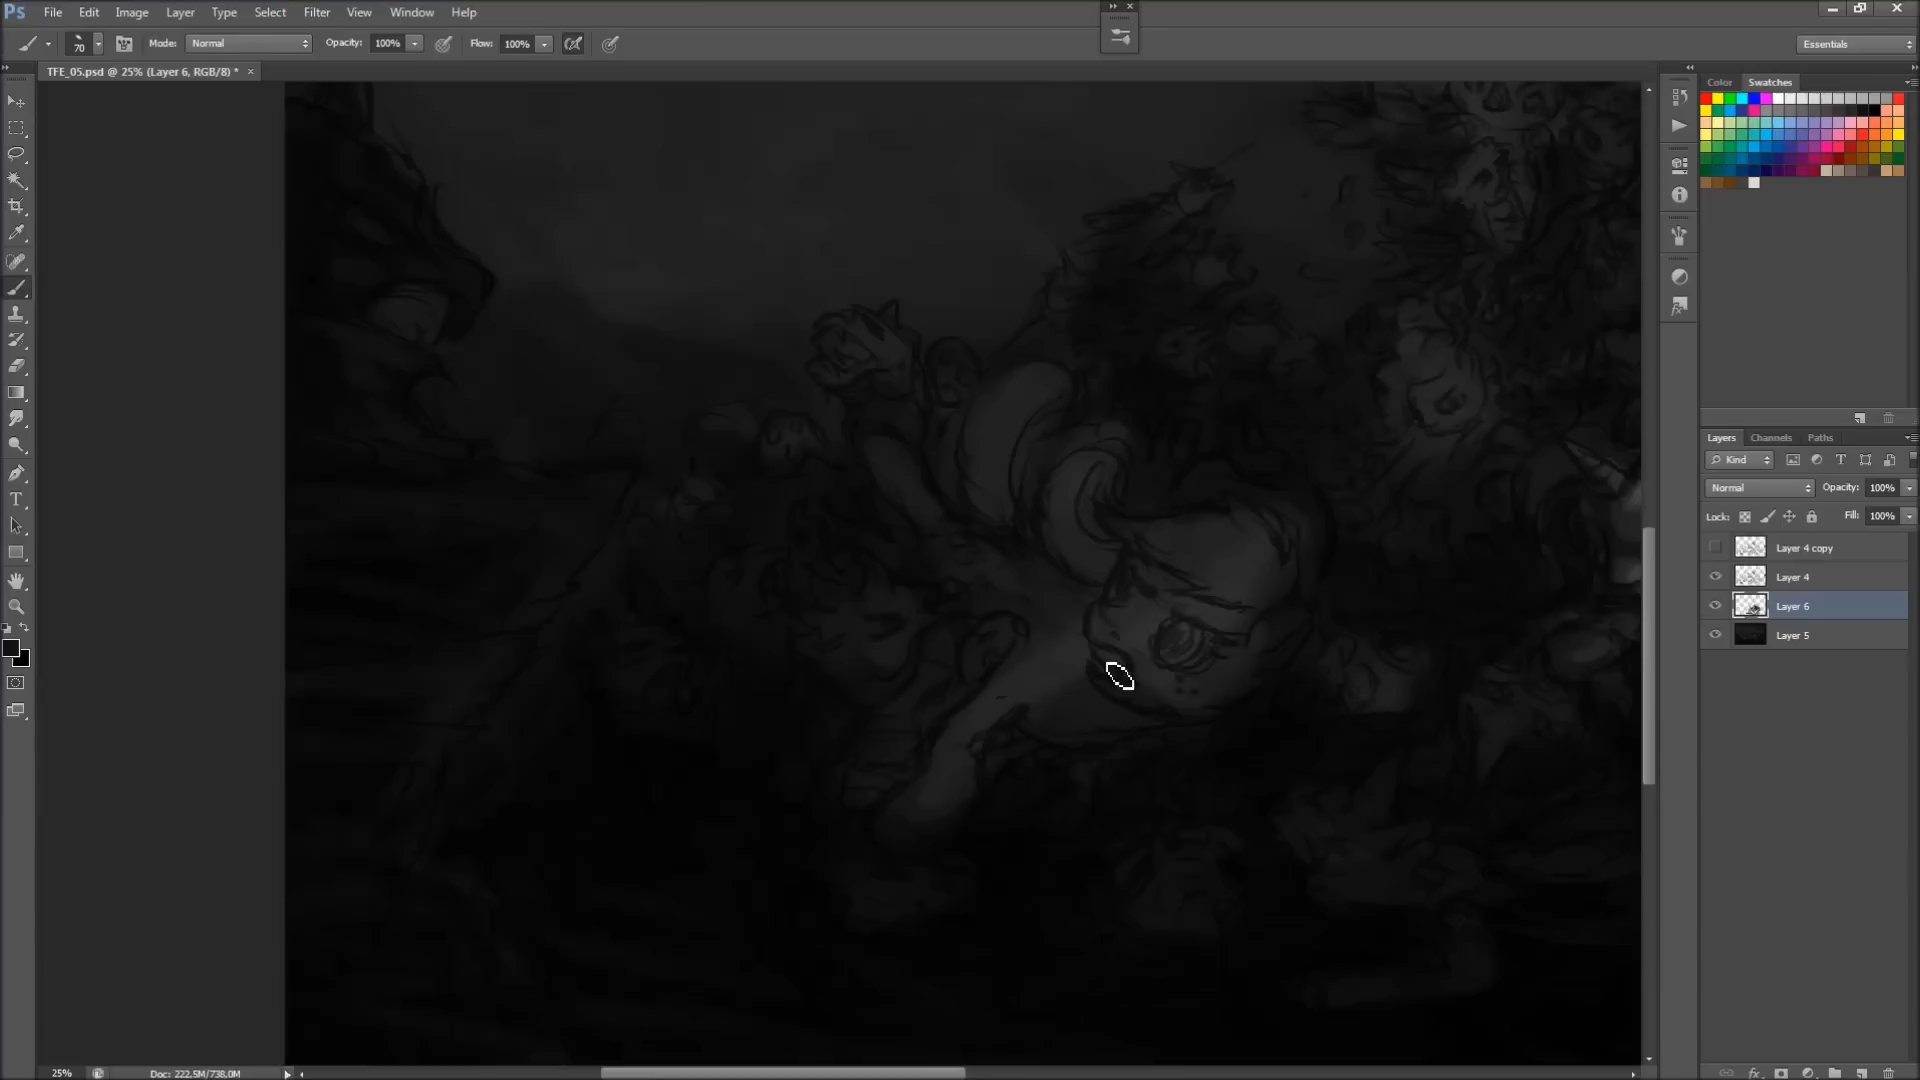 Ps File Edit Image Layer Type Select Filter View Window Help
70 Mode: Normal Opacity: 100% Flow: 100% Essentials
TFE_05.psd @ 25% (Layer 6, RGB/8) * ×
Color Swatches
Layers Channels Paths
Kind
Normal Opacity: 100%
Lock: Fill: 100%
Layer 4 copy
Layer 4
Layer 6
Layer 5
25% Doc: 222,5M/738,0M